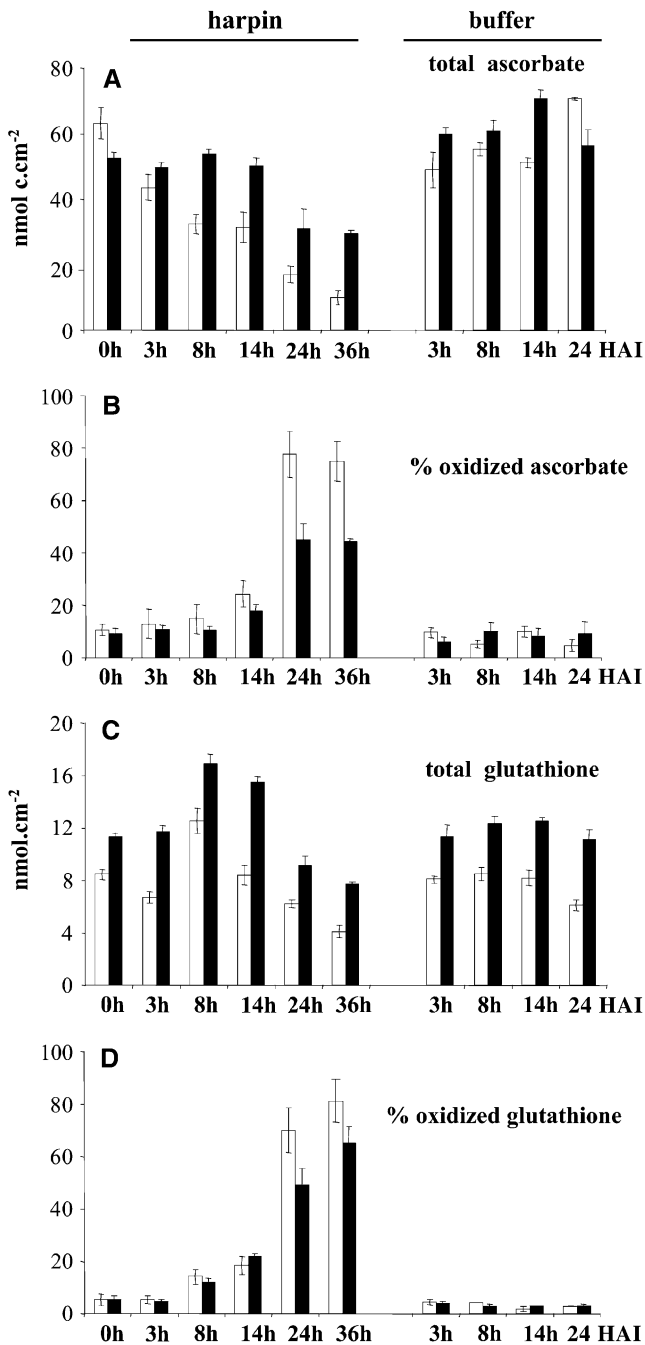 harpin buffer
A total ascorbate
80
60
40
20
0
nmol c.cm-2
0h 3h 8h 14h 24h 36h 3h 8h 14h 24 HAI
B
100
80
60
40
20
0
% oxidized ascorbate
0h 3h 8h 14h 24h 36h 3h 8h 14h 24 HAI
C
20
16
12
8
4
0
nmol.cm-2
total glutathione
0h 3h 8h 14h 24h 36h 3h 8h 14h 24 HAI
D
100
80
60
40
20
0
% oxidized glutathione
0h 3h 8h 14h 24h 36h 3h 8h 14h 24 HAI